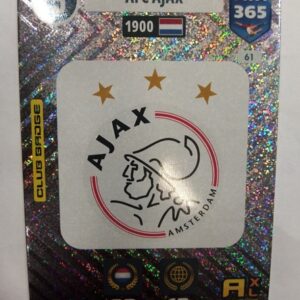 AFC AJAX
1900
365
61
CLUB BADGE
AJAX
AMSTERDAM
A X
L